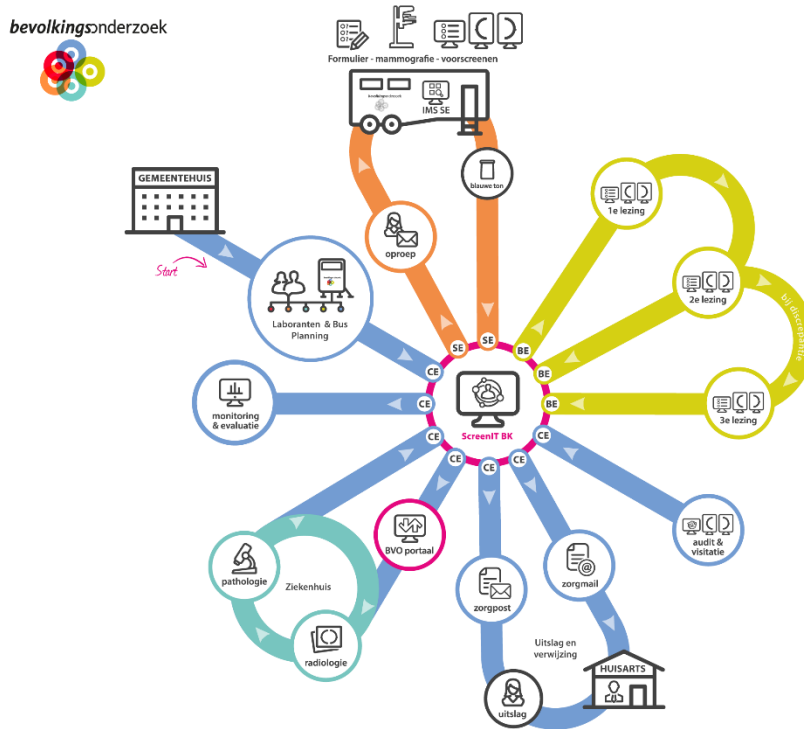 bevolkingsonderzoek
Formulier - mammografie - voorscreenen
IMS SE
GEMEENTEHUIS
Start
blauwe ton
oproep
1e lezing
2e lezing
bij discrepantie
3e lezing
Laboranten & Bus
Planning
SE
SE
BE
BE
BE
CE
CE
CE
CE
CE
CE
CE
ScreenIT BK
monitoring
& evaluatie
audit &
visitatie
BVO portaal
pathologie
Ziekenhuis
radiologie
zorgpost
zorgmail
Uitslag en
verwijzing
uitslag
HUISARTS